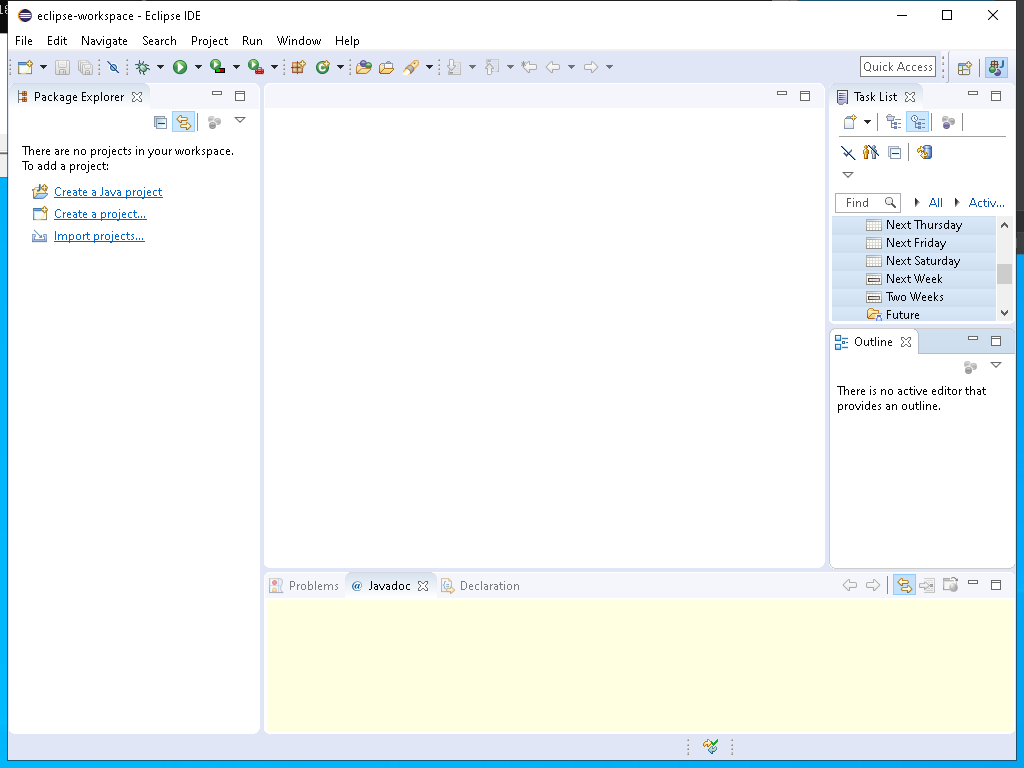 eclipse-workspace - Eclipse IDE
File Edit Navigate Search Project Run Window Help
Quick Access
Package Explorer
There are no projects in your workspace.
To add a project:
Create a Java project
Create a project...
Import projects...
Task List
Find All Activ...
Next Thursday
Next Friday
Next Saturday
Next Week
Two Weeks
Future
Outline
There is no active editor that
provides an outline.
Problems @ Javadoc Declaration